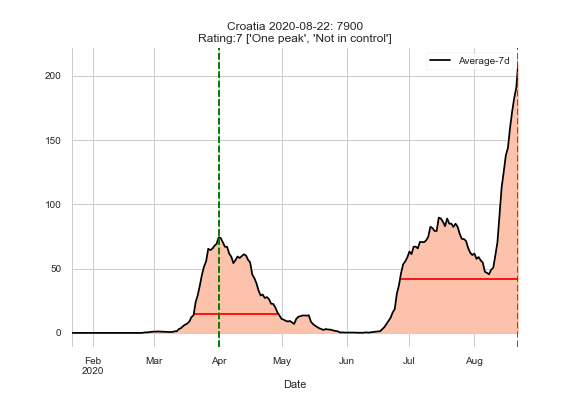 Croatia 2020-08-22: 7900
Rating:7 ['One peak', 'Not in control']
Average-7d
200
150
100
50
0
Feb
2020
Mar
Apr
May
Jun
Jul
Aug
Date